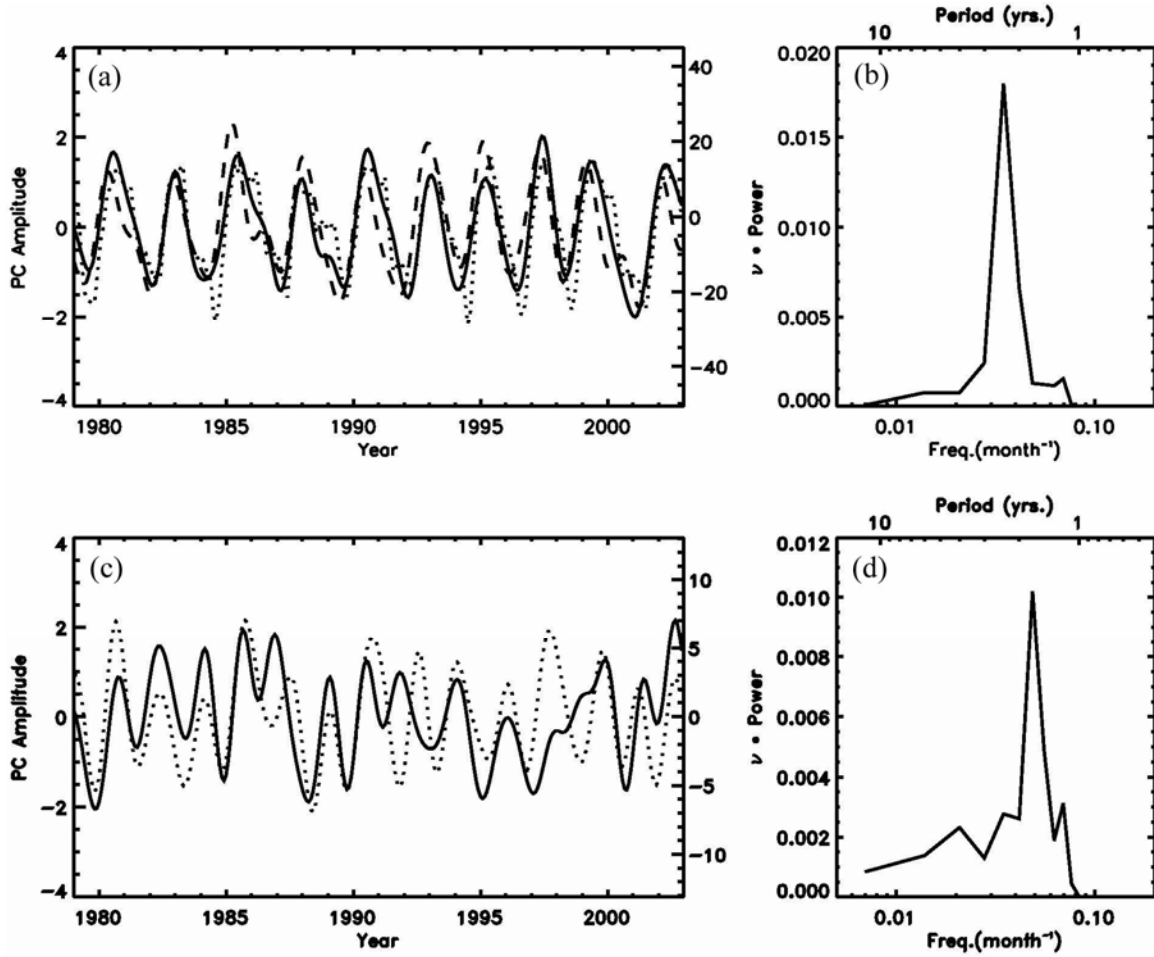 Period (yrs.)
10 1
(a)
4
2
0
−2
−4
PC Amplitude
40
20
0
−20
−40
1980 1985 1990 1995 2000
Year
(b)
0.020
0.015
0.010
0.005
0.000
ν • Power
0.01 0.10
Freq.(month⁻¹)
Period (yrs.)
10 1
(c)
4
2
0
−2
−4
PC Amplitude
10
5
0
−5
−10
1980 1985 1990 1995 2000
Year
(d)
0.012
0.010
0.008
0.006
0.004
0.002
0.000
ν • Power
0.01 0.10
Freq.(month⁻¹)